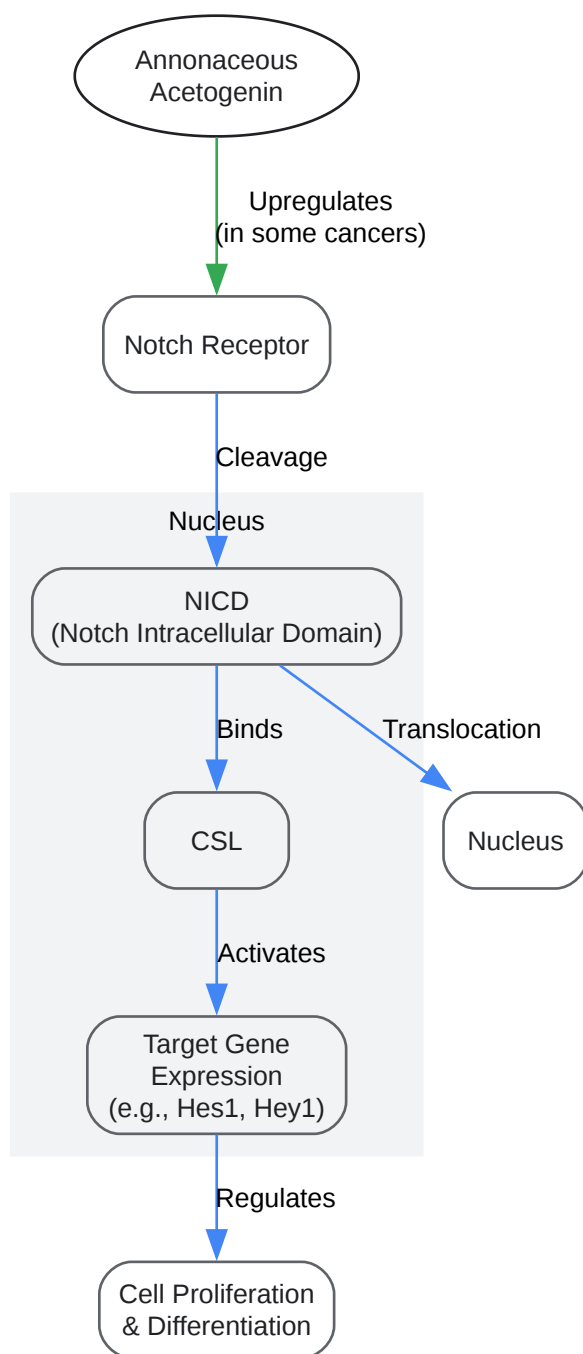 Annonaceous
Acetogenin
Upregulates
(in some cancers)
Notch Receptor
Cleavage
Nucleus
NICD
(Notch Intracellular Domain)
Binds
Translocation
CSL
Nucleus
Activates
Target Gene
Expression
(e.g., Hes1, Hey1)
Regulates
Cell Proliferation
& Differentiation